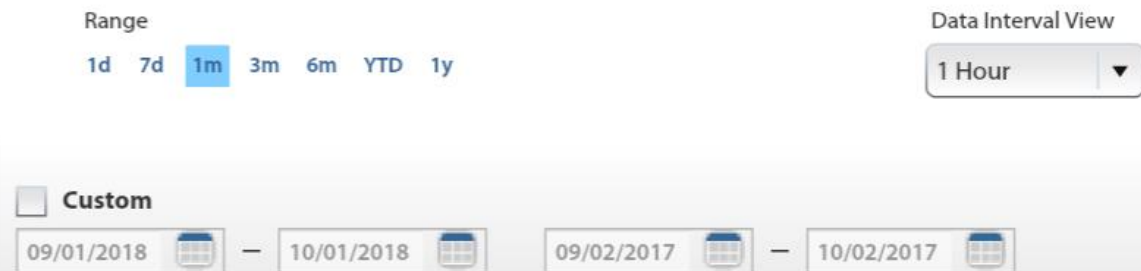 Range Data Interval View
1d 7d 1m 3m 6m YTD 1y 1 Hour
Custom
09/01/2018 – 10/01/2018 09/02/2017 – 10/02/2017